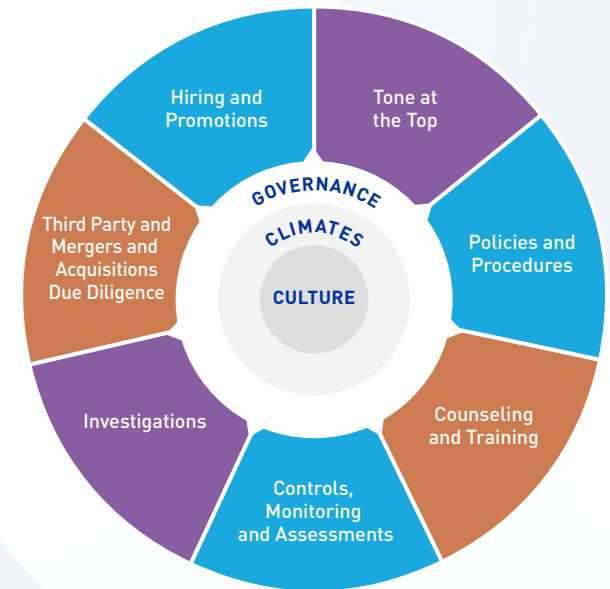 Hiring and
Promotions
Tone at
the Top
GOVERNANCE
CLIMATES
CULTURE
Third Party and
Mergers and
Acquisitions
Due Diligence
Policies and
Procedures
Investigations
Counseling
and Training
Controls,
Monitoring
and Assessments